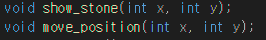 void show_stone(int x, int y);
void move_position(int x, int y);